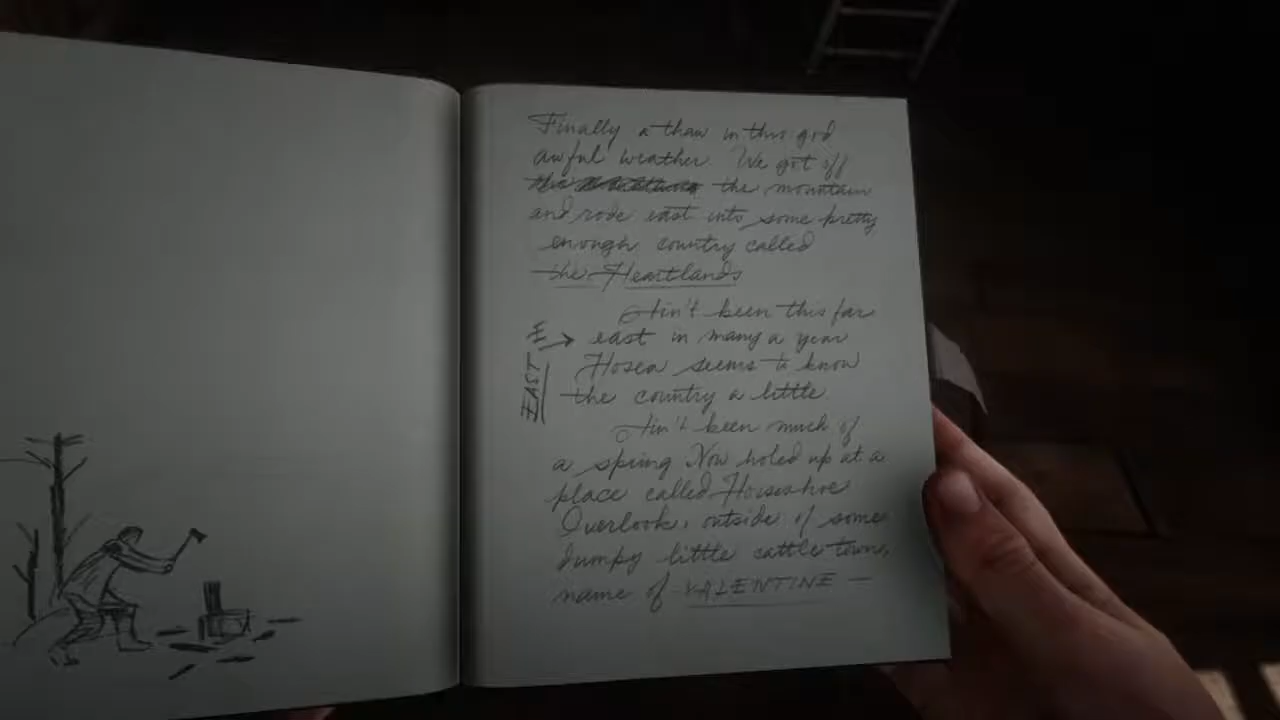 Finally a thaw in this god
awful weather. We got off
the mountain
and rode east into some pretty
enough country called
the Heartlands
Ain't been this far
east in many a year
Hosea seems to know
the country a little.
EAST
Ain't been much of
a spring Now holed up at a
place called Horseshoe
Overlook, outside of some
dumpy little cattle town,
name of VALENTINE —